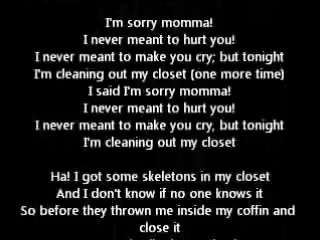 I'm sorry momma!
I never meant to hurt you!
I never meant to make you cry; but tonight
I'm cleaning out my closet (one more time)
I said I'm sorry momma!
I never meant to hurt you!
I never meant to make you cry; but tonight
I'm cleaning out my closet

Ha! I got some skeletons in my closet
And I don't know if no one knows it
So before they thrown me inside my coffin and
close it